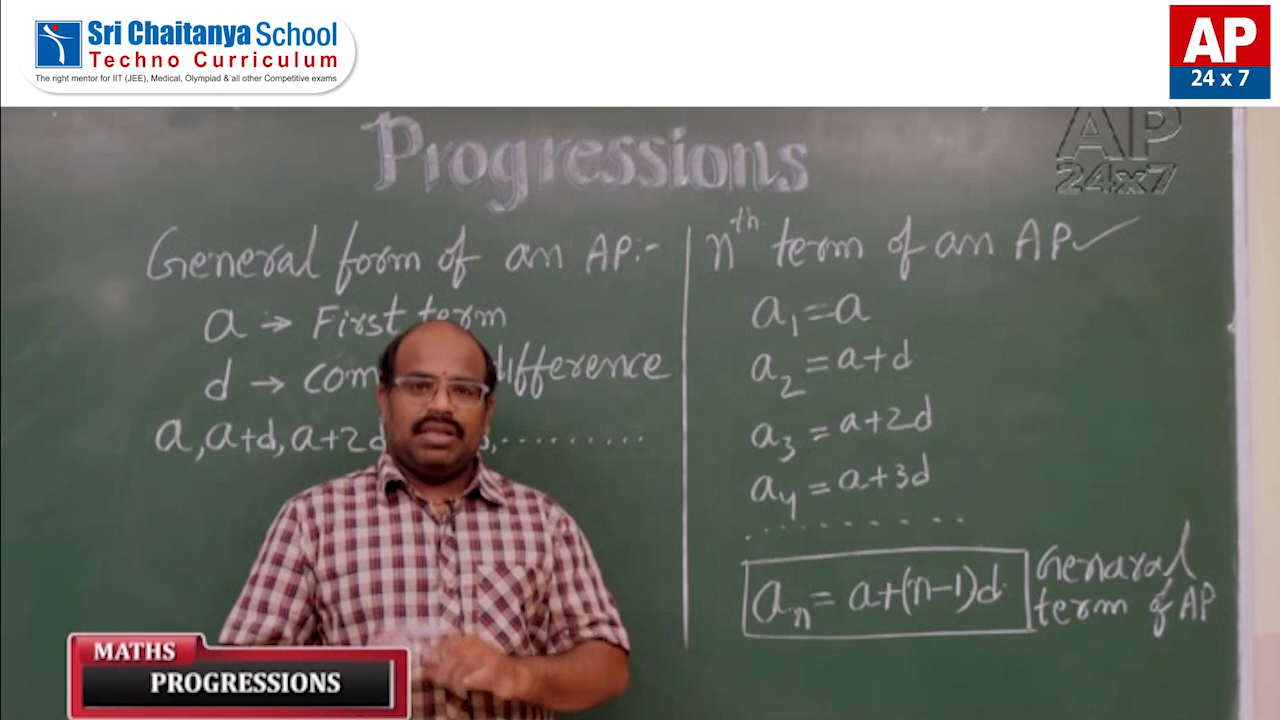 Sri Chaitanya School
Techno Curriculum
The right mentor for IIT (JEE), Medical, Olympiad & all other Competitive exams
AP
24 x 7
Progressions
AP
24x7
General form of an AP:-
a → First term
d → com difference
a, a+d, a+2d ..........
nth term of an AP ✓
a₁ = a
a₂ = a+d
a₃ = a+2d
a₄ = a+3d
..........
aₙ = a+(n-1)d
Genaral
term of AP
MATHS
PROGRESSIONS